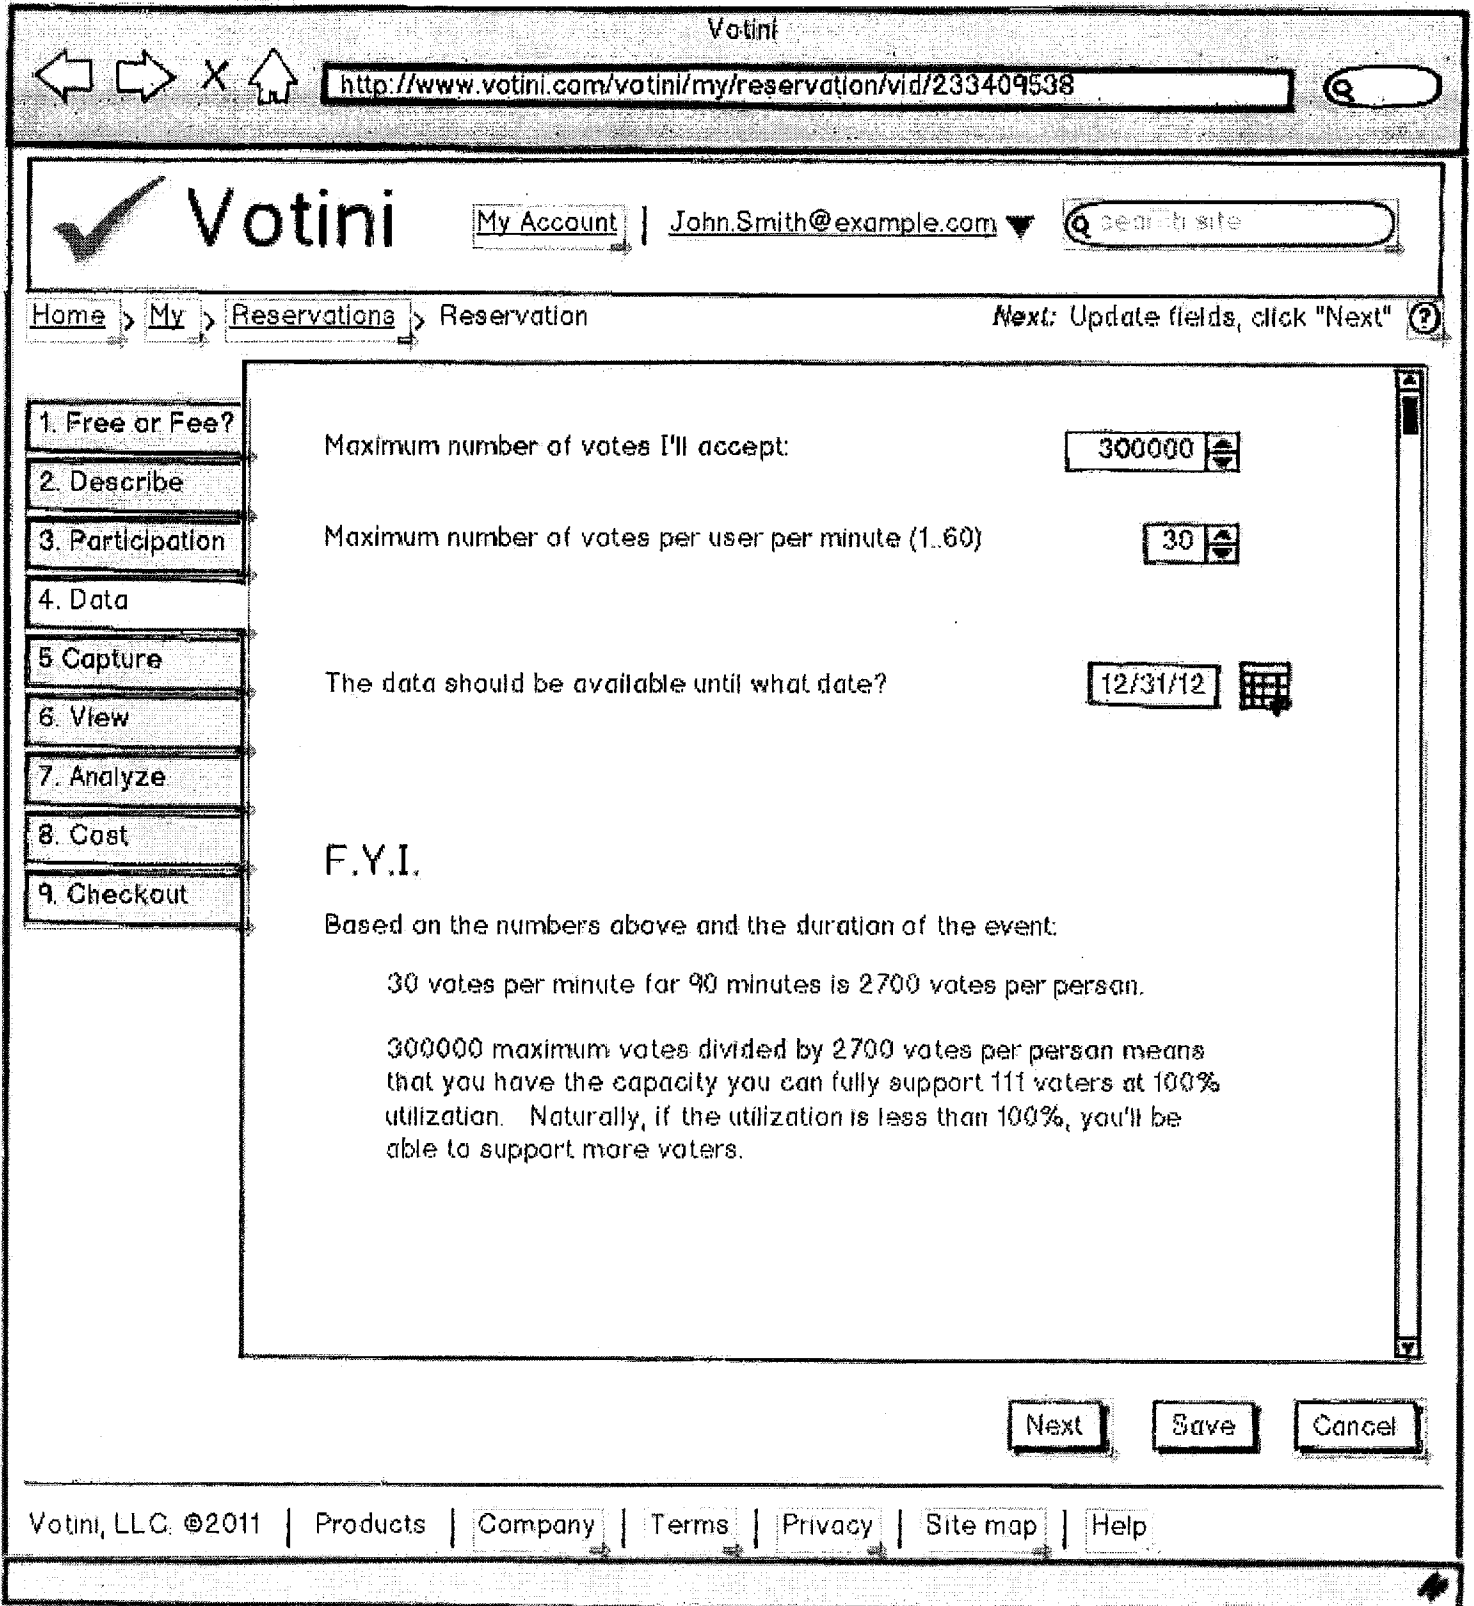 Votini
http://www.votini.com/votini/my/reservation/vid/233409538
Votini
My Account | John.Smith@example.com
search site
Home > My > Reservations > Reservation
Next: Update fields, click "Next" ?
1. Free or Fee?
2. Describe
3. Participation
4. Data
5 Capture
6. View
7. Analyze
8. Cost
9. Checkout
Maximum number of votes I'll accept: 300000
Maximum number of votes per user per minute (1..60) 30
The data should be available until what date? 12/31/12
F.Y.I.
Based on the numbers above and the duration of the event:
30 votes per minute for 90 minutes is 2700 votes per person.
300000 maximum votes divided by 2700 votes per person means
that you have the capacity you can fully support 111 voters at 100%
utilization. Naturally, if the utilization is less than 100%, you'll be
able to support more voters.
Next Save Cancel
Votini, LLC. ©2011 | Products | Company | Terms | Privacy | Site map | Help